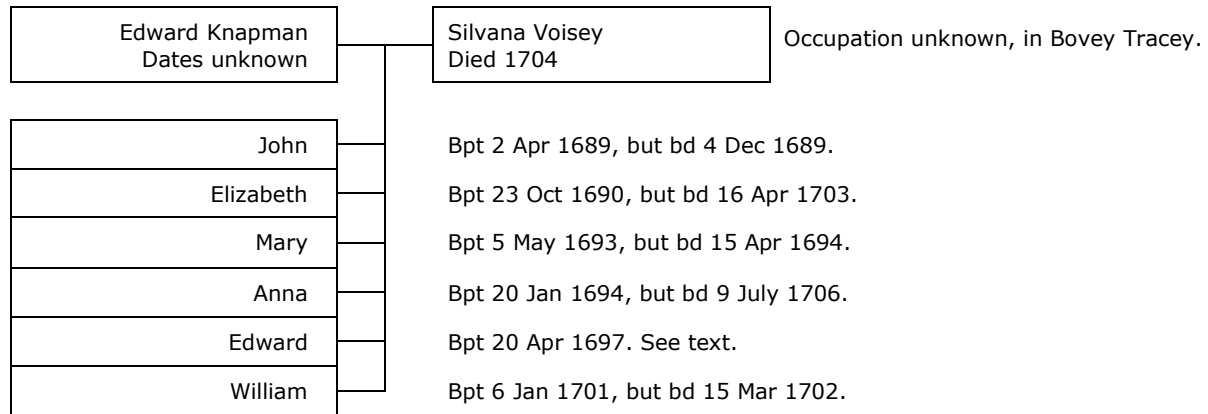 Edward Knapman
Dates unknown
Silvana Voisey
Died 1704
Occupation unknown, in Bovey Tracey.
John
Bpt 2 Apr 1689, but bd 4 Dec 1689.
Elizabeth
Bpt 23 Oct 1690, but bd 16 Apr 1703.
Mary
Bpt 5 May 1693, but bd 15 Apr 1694.
Anna
Bpt 20 Jan 1694, but bd 9 July 1706.
Edward
Bpt 20 Apr 1697. See text.
William
Bpt 6 Jan 1701, but bd 15 Mar 1702.